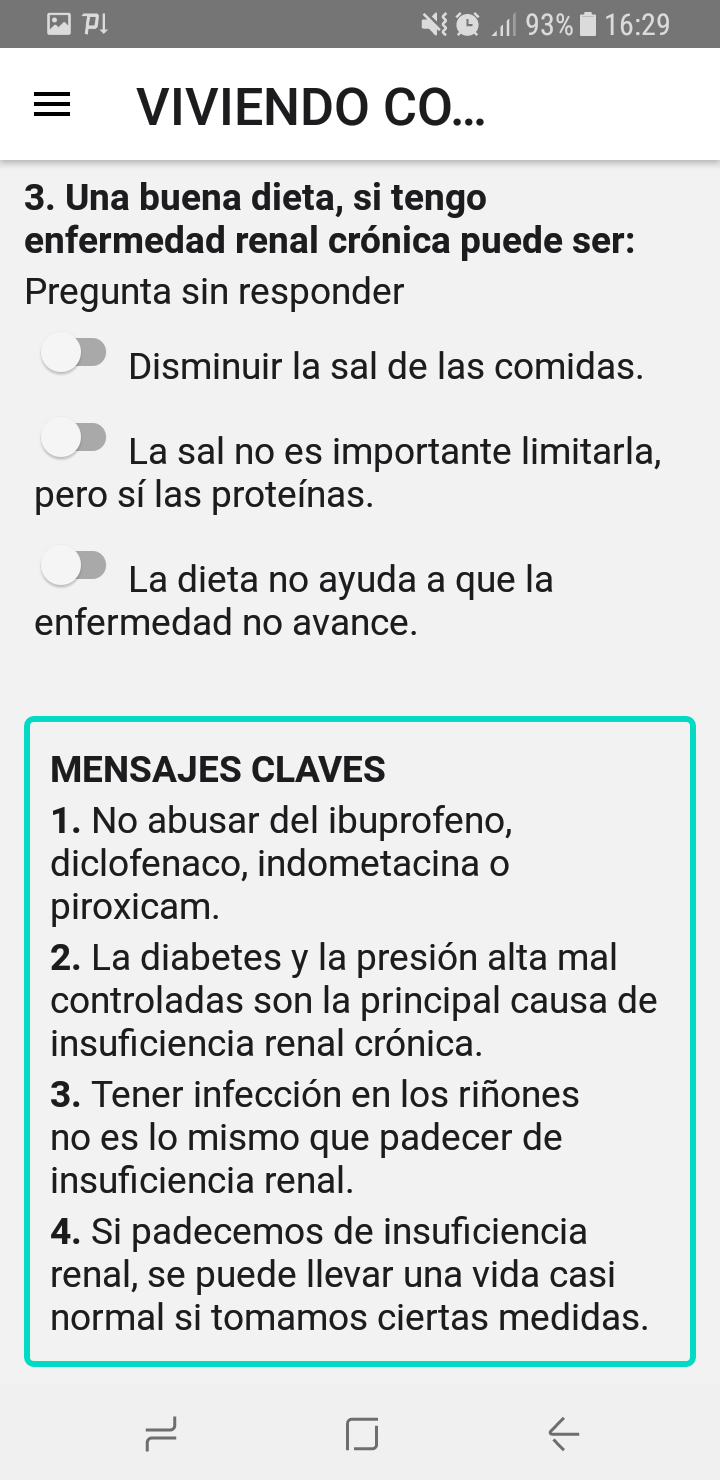 93% 16:29
VIVIENDO CO...
3. Una buena dieta, si tengo
enfermedad renal crónica puede ser:
Pregunta sin responder
Disminuir la sal de las comidas.
La sal no es importante limitarla,
pero sí las proteínas.
La dieta no ayuda a que la
enfermedad no avance.
MENSAJES CLAVES
1. No abusar del ibuprofeno,
diclofenaco, indometacina o
piroxicam.
2. La diabetes y la presión alta mal
controladas son la principal causa de
insuficiencia renal crónica.
3. Tener infección en los riñones
no es lo mismo que padecer de
insuficiencia renal.
4. Si padecemos de insuficiencia
renal, se puede llevar una vida casi
normal si tomamos ciertas medidas.